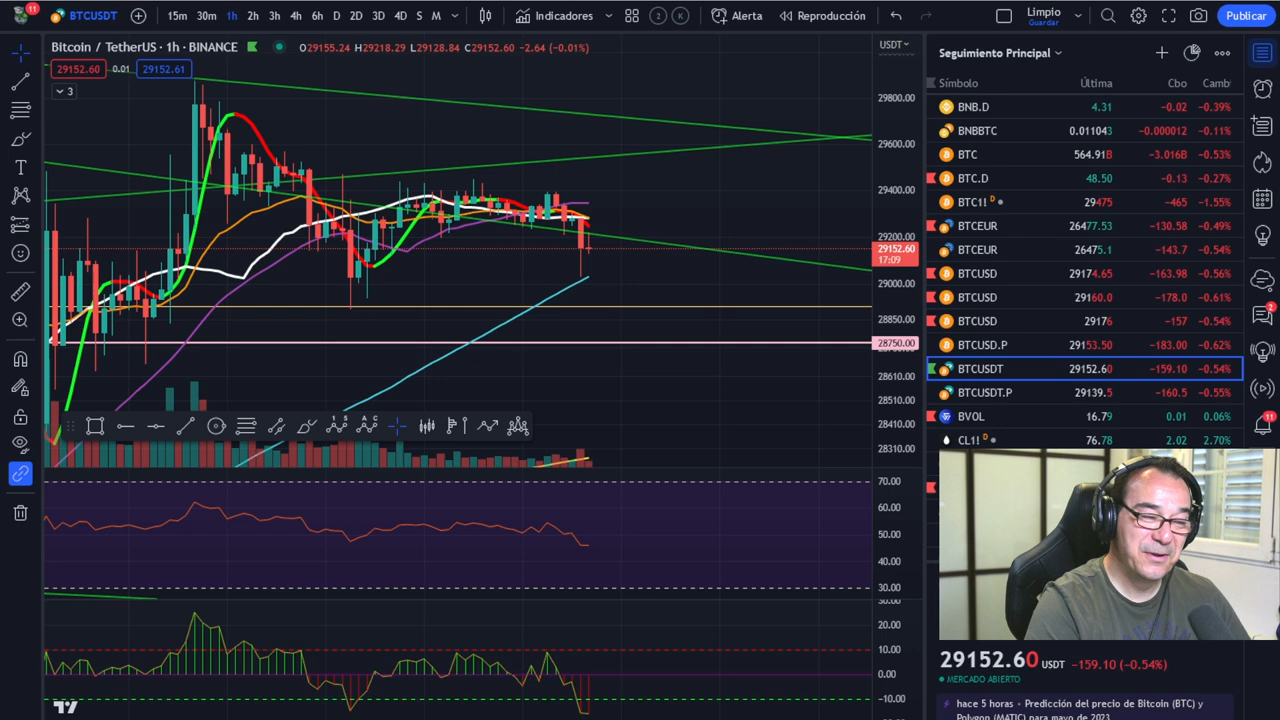 11
BTCUSDT
15m 30m 1h 2h 3h 4h 6h D 2D 3D 4D S M
Indicadores
2 K
Alerta
Reproducción
Limpio
Guardar
Publicar
Bitcoin / TetherUS · 1h · BINANCE
O29155.24 H29218.29 L29128.84 C29152.60 −2.64 (−0.01%)
29152.60 0.01 29152.61
3
USDT
29800.00
29600.00
29400.00
29200.00
29152.60
17:09
29000.00
28850.00
28750.00
28610.00
28510.00
28410.00
28310.00
70.00
60.00
50.00
40.00
30.00
30.00
20.00
10.00
0.00
−10.00
Seguimiento Principal
Símbolo Última Cbo Camb
BNB.D 4.31 −0.02 −0.39%
BNBBTC 0.011043 −0.000012 −0.11%
BTC 564.91B −3.016B −0.53%
BTC.D 48.50 −0.13 −0.27%
BTC1! D 29475 −465 −1.55%
BTCEUR 26477.53 −130.58 −0.49%
BTCEUR 26475.1 −143.7 −0.54%
BTCUSD 29174.65 −163.98 −0.56%
BTCUSD 29160.0 −178.0 −0.61%
BTCUSD 29176 −157 −0.54%
BTCUSD.P 29153.50 −183.00 −0.62%
BTCUSDT 29152.60 −159.10 −0.54%
BTCUSDT.P 29139.5 −160.5 −0.55%
BVOL 16.79 0.01 0.06%
CL1! D 76.78 2.02 2.70%
2
11
29152.60 USDT −159.10 (−0.54%)
MERCADO ABIERTO
hace 5 horas • Predicción del precio de Bitcoin (BTC) y
Polygon (MATIC) para mayo de 2023